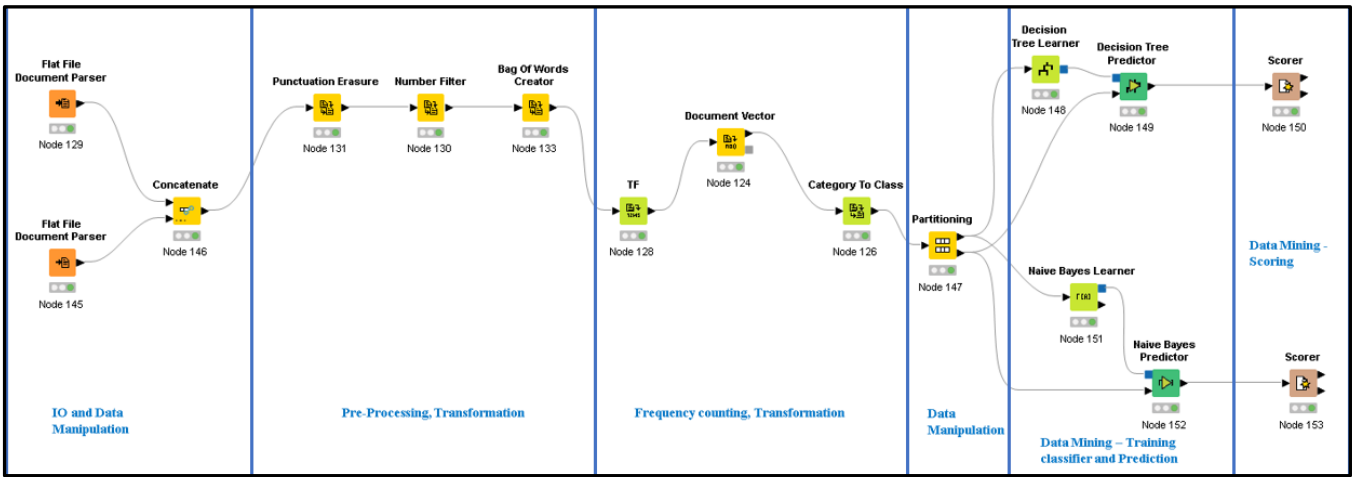 Flat File
Document Parser
Node 129
Flat File
Document Parser
Node 145
Concatenate
Node 146
IO and Data
Manipulation
Punctuation Erasure
Node 131
Number Filter
Node 130
Bag Of Words
Creator
Node 133
Pre-Processing, Transformation
TF
Node 128
Document Vector
Node 124
Category To Class
Node 126
Frequency counting, Transformation
Partitioning
Node 147
Data
Manipulation
Decision
Tree Learner
Node 148
Decision Tree
Predictor
Node 149
Naive Bayes Learner
Node 151
Naive Bayes
Predictor
Node 152
Data Mining – Training
classifier and Prediction
Scorer
Node 150
Data Mining -
Scoring
Scorer
Node 153